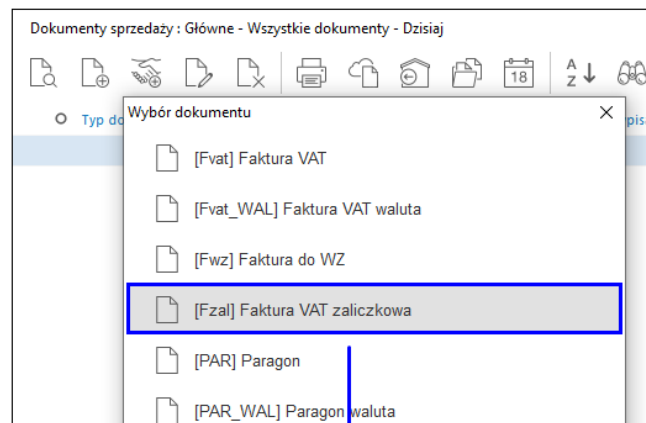 Dokumenty sprzedaży : Główne - Wszystkie dokumenty - Dzisiaj
18
A
Z
Typ do
Wybór dokumentu
pisa
[Fvat] Faktura VAT
[Fvat_WAL] Faktura VAT waluta
[Fwz] Faktura do WZ
[Fzal] Faktura VAT zaliczkowa
[PAR] Paragon
[PAR_WAL] Paragon waluta